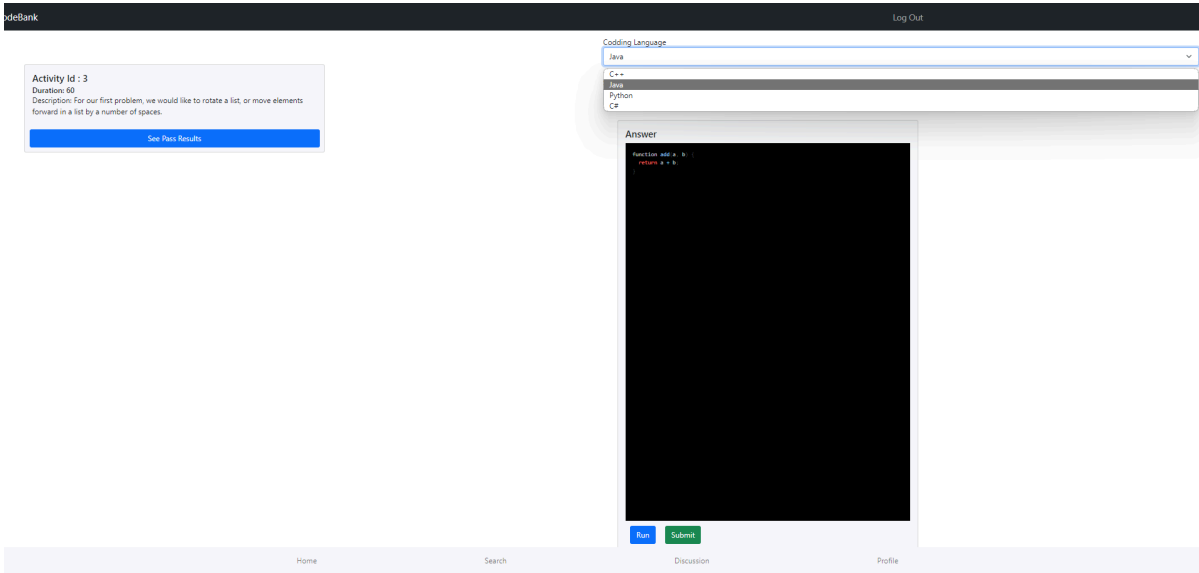 odeBank
Log Out
Codding Language
Java
C++
Java
Python
C#
Activity Id : 3
Duration: 60
Description: For our first problem, we would like to rotate a list, or move elements
forward in a list by a number of spaces.
See Pass Results
Answer
function add a, b) {
return a + b;
}
Run Submit
Home Search Discussion Profile